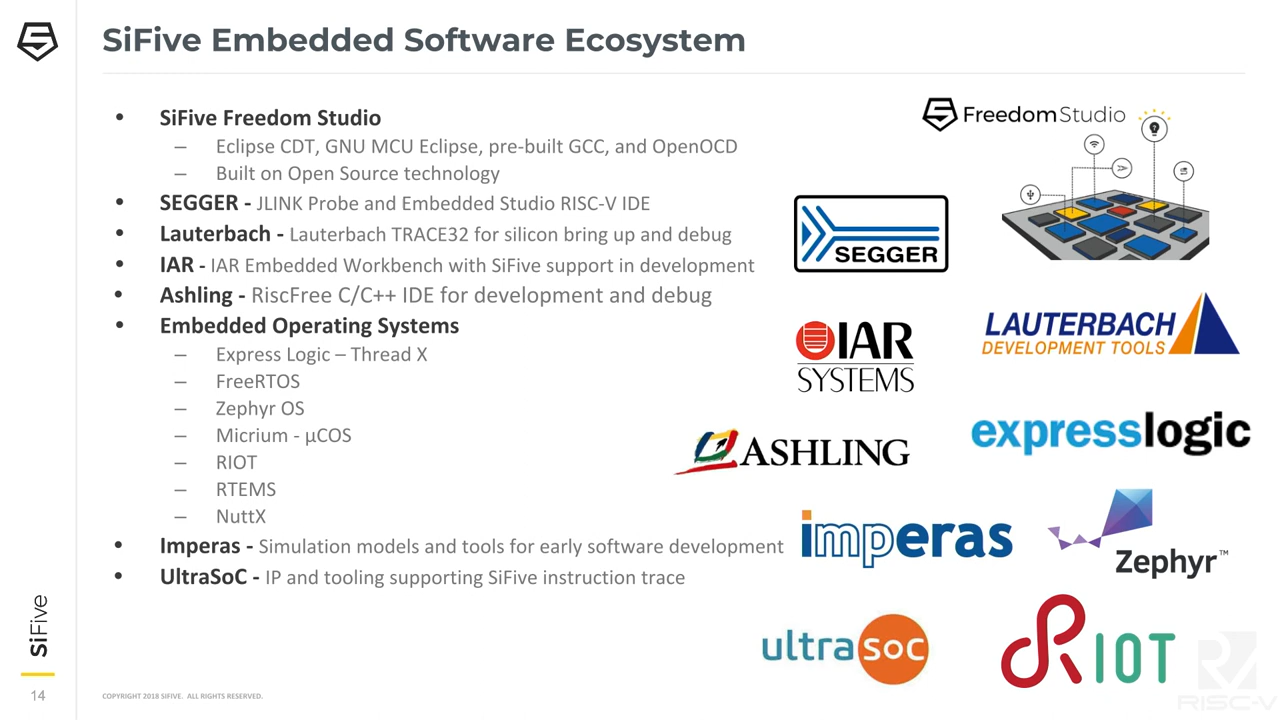 SiFive Embedded Software Ecosystem
• SiFive Freedom Studio
– Eclipse CDT, GNU MCU Eclipse, pre-built GCC, and OpenOCD
– Built on Open Source technology
• SEGGER - JLINK Probe and Embedded Studio RISC-V IDE
• Lauterbach - Lauterbach TRACE32 for silicon bring up and debug
• IAR - IAR Embedded Workbench with SiFive support in development
• Ashling - RiscFree C/C++ IDE for development and debug
• Embedded Operating Systems
– Express Logic – Thread X
– FreeRTOS
– Zephyr OS
– Micrium - µCOS
– RIOT
– RTEMS
– NuttX
• Imperas - Simulation models and tools for early software development
• UltraSoC - IP and tooling supporting SiFive instruction trace
FreedomStudio
SEGGER
IAR
SYSTEMS
LAUTERBACH
DEVELOPMENT TOOLS
ASHLING
expresslogic
imperas
Zephyr™
ultrasoc
RIOT
RISC-V
SiFive
14
COPYRIGHT 2018 SIFIVE. ALL RIGHTS RESERVED.